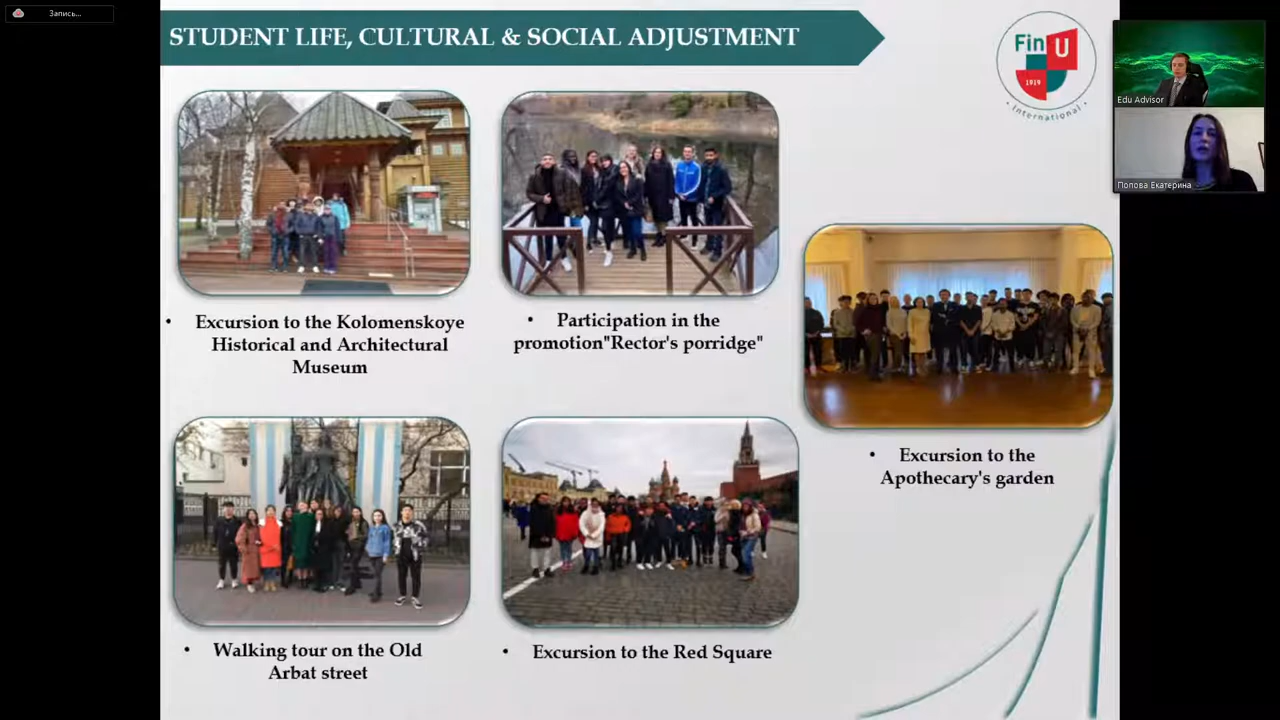 Запись...
STUDENT LIFE, CULTURAL & SOCIAL ADJUSTMENT
Fin U
1919
• International •
Edu Advisor
Попова Екатерина
• Excursion to the Kolomenskoye
Historical and Architectural
Museum
• Participation in the
promotion"Rector's porridge"
• Excursion to the
Apothecary's garden
• Walking tour on the Old
Arbat street
• Excursion to the Red Square